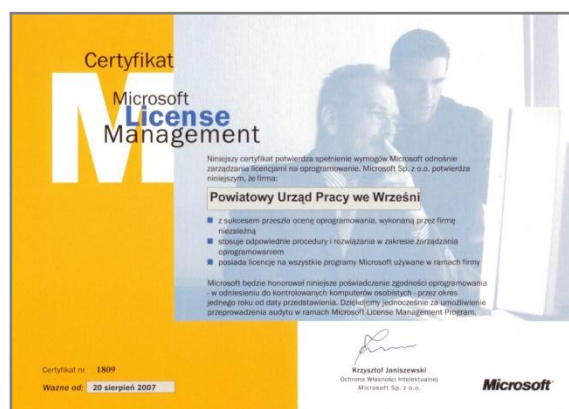 Certyfikat
M
Microsoft
License
Management
Niniejszy certyfikat potwierdza spełnienie wymogów Microsoft odnośnie
zarządzania licencjami na oprogramowanie. Microsoft Sp. z o.o. potwierdza
niniejszym, że firma:
Powiatowy Urząd Pracy we Wrześni
z sukcesem przeszła ocenę oprogramowania, wykonaną przez firmę
niezależną
stosuje odpowiednie procedury i rozwiązania w zakresie zarządzania
oprogramowaniem
posiada licencję na wszystkie programy Microsoft używane w ramach firmy
Microsoft będzie honorował niniejsze poświadczenie zgodności oprogramowania
- w odniesieniu do kontrolowanych komputerów osobistych - przez okres
jednego roku od daty przedstawienia. Dziękujemy jednocześnie za umożliwienie
przeprowadzenia audytu w ramach Microsoft License Management Program.
Certyfikat nr 1809
Ważne od: 20 sierpień 2007
Krzysztof Janiszewski
Ochrona Własności Intelektualnej
Microsoft Sp. z o.o.
Microsoft